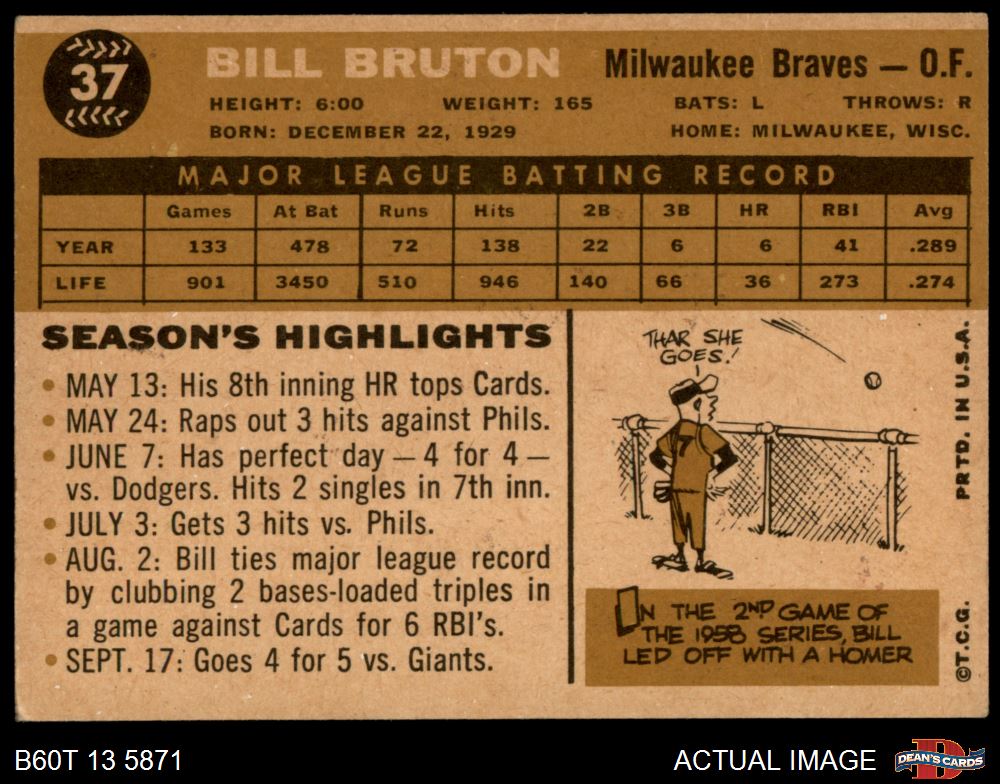 37
BILL BRUTON
Milwaukee Braves — O.F.
HEIGHT: 6:00 WEIGHT: 165 BATS: L THROWS: R
BORN: DECEMBER 22, 1929 HOME: MILWAUKEE, WISC.
MAJOR LEAGUE BATTING RECORD
Games At Bat Runs Hits 2B 3B HR RBI Avg
YEAR 133 478 72 138 22 6 6 41 .289
LIFE 901 3450 510 946 140 66 36 273 .274
SEASON'S HIGHLIGHTS
• MAY 13: His 8th inning HR tops Cards.
• MAY 24: Raps out 3 hits against Phils.
• JUNE 7: Has perfect day — 4 for 4 —
vs. Dodgers. Hits 2 singles in 7th inn.
• JULY 3: Gets 3 hits vs. Phils.
• AUG. 2: Bill ties major league record
by clubbing 2 bases-loaded triples in
a game against Cards for 6 RBI's.
• SEPT. 17: Goes 4 for 5 vs. Giants.
THAR SHE
GOES!
7
IN THE 2ND GAME OF
THE 1958 SERIES, BILL
LED OFF WITH A HOMER
©T.C.G. PRTD. IN U.S.A.
B60T 13 5871
ACTUAL IMAGE
D
DEAN'S CARDS